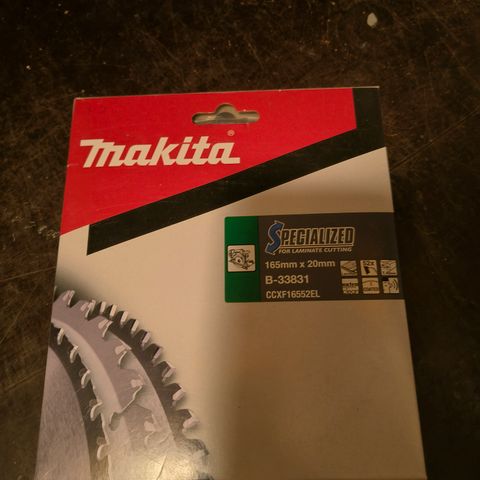 makita®
SPECIALIZED
FOR LAMINATE CUTTING
165mm x 20mm
B-33831
CCXF16552EL